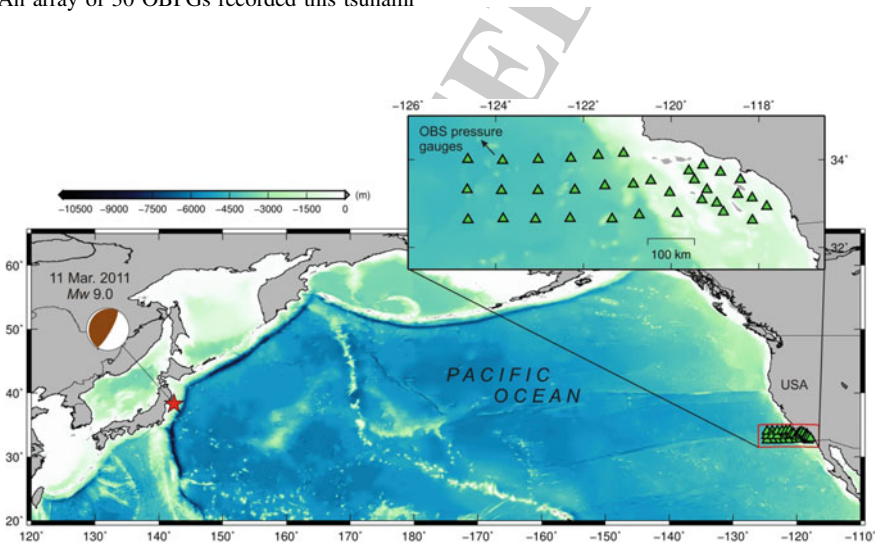 An array of 30 OBPGs recorded this tsunami
−126˚ −124˚ −122˚ −120˚ −118˚
OBS pressure
gauges
34˚
32˚
100 km
(m)
−10500 −9000 −7500 −6000 −4500 −3000 −1500 0
11 Mar. 2011
Mw 9.0
PACIFIC
OCEAN
USA
60˚
50˚
40˚
30˚
20˚
120˚ 130˚ 140˚ 150˚ 160˚ 170˚ 180˚ −170˚ −160˚ −150˚ −140˚ −130˚ −120˚ −110˚